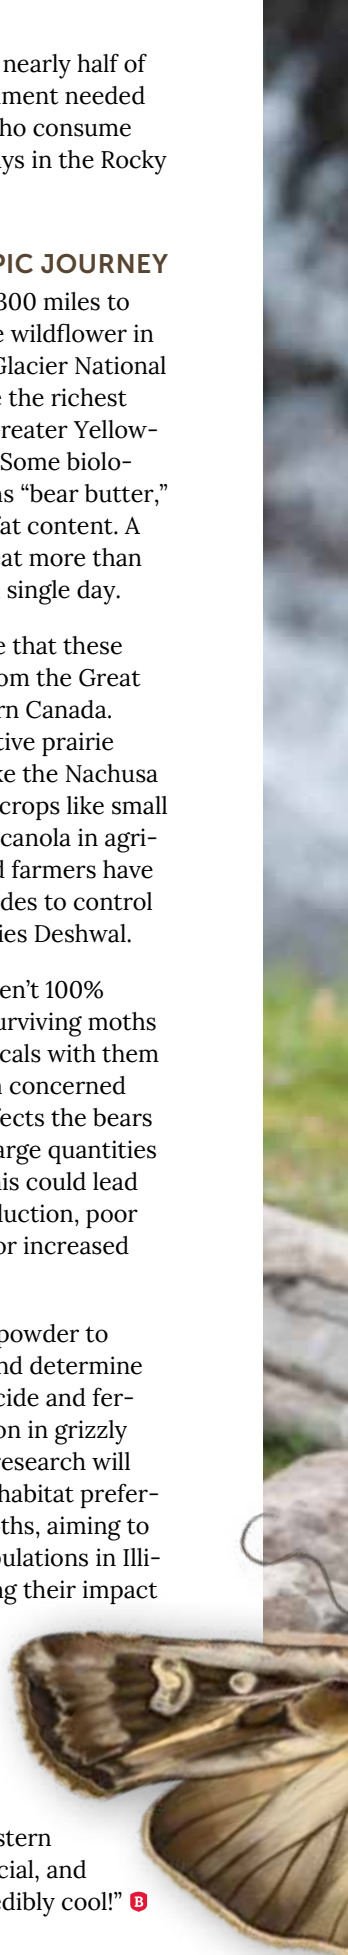 nearly half of
ment needed
ho consume
ys in the Rocky
PIC JOURNEY
300 miles to
e wildflower in
Glacier National
e the richest
reater Yellow-
Some biolo-
s “bear butter,”
fat content. A
eat more than
single day.
e that these
om the Great
rn Canada.
tive prairie
ke the Nachusa
crops like small
canola in agri-
d farmers have
des to control
ies Deshwal.
en’t 100%
urviving moths
cals with them
n concerned
fects the bears
arge quantities
is could lead
duction, poor
or increased
powder to
nd determine
cide and fer-
on in grizzly
research will
habitat prefer-
ths, aiming to
ulations in Illi-
ng their impact
stern
cial, and
edibly cool!” B